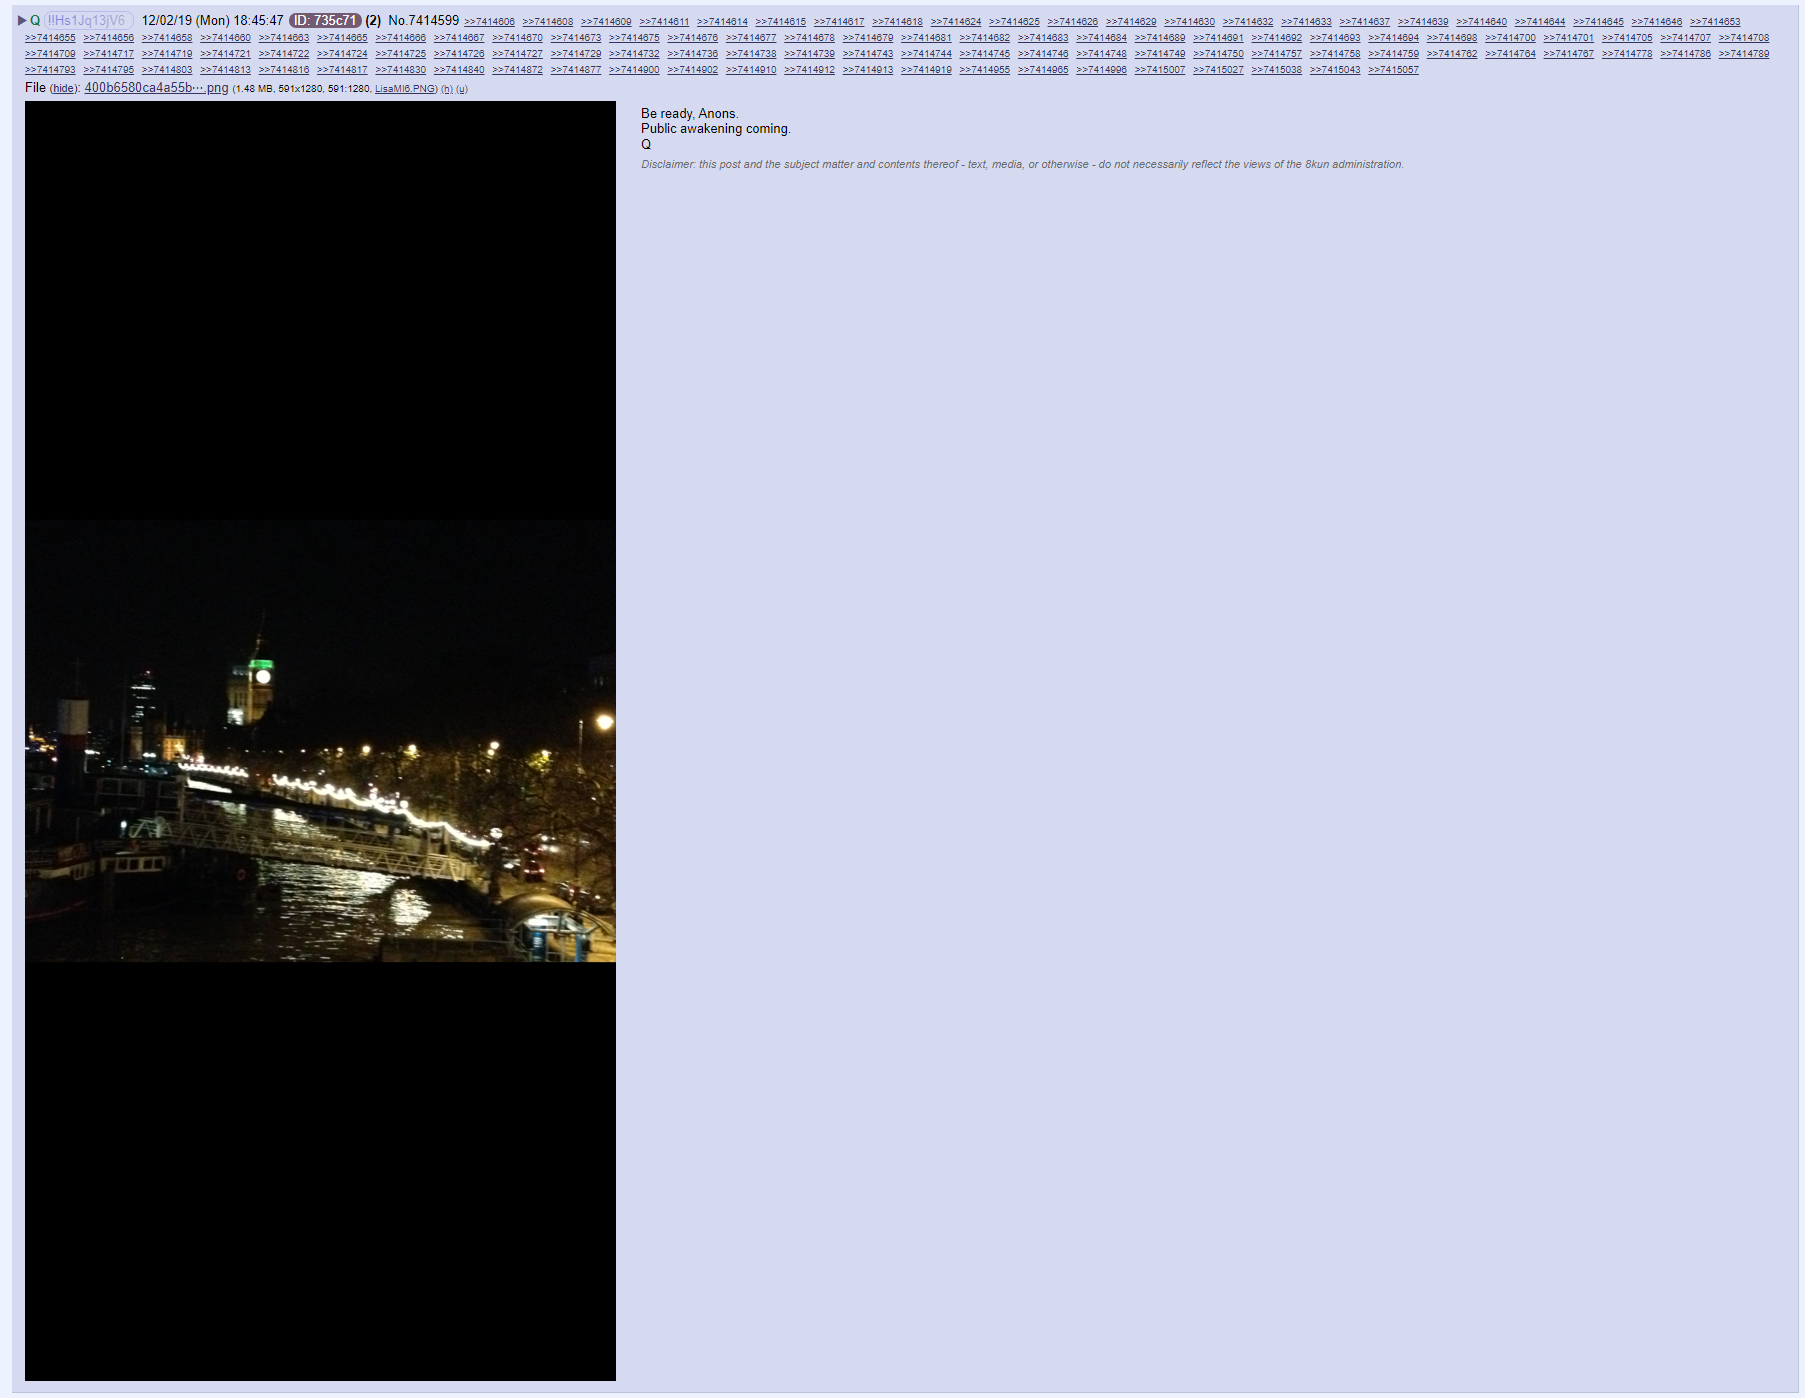 ▶ Q !!Hs1Jq13jV6 12/02/19 (Mon) 18:45:47 ID: 735c71 (2) No.7414599 >>7414606 >>7414608 >>7414609 >>7414611 >>7414614 >>7414615 >>7414617 >>7414618 >>7414624 >>7414625 >>7414626 >>7414629 >>7414630 >>7414632 >>7414633 >>7414637 >>7414639 >>7414640 >>7414644 >>7414645 >>7414646 >>7414653
>>7414655 >>7414656 >>7414658 >>7414660 >>7414663 >>7414665 >>7414666 >>7414667 >>7414670 >>7414673 >>7414675 >>7414676 >>7414677 >>7414678 >>7414679 >>7414681 >>7414682 >>7414683 >>7414684 >>7414689 >>7414691 >>7414692 >>7414693 >>7414694 >>7414698 >>7414700 >>7414701 >>7414705 >>7414707 >>7414708
>>7414709 >>7414717 >>7414719 >>7414721 >>7414722 >>7414724 >>7414725 >>7414726 >>7414727 >>7414729 >>7414732 >>7414736 >>7414738 >>7414739 >>7414743 >>7414744 >>7414745 >>7414746 >>7414748 >>7414749 >>7414750 >>7414757 >>7414758 >>7414759 >>7414762 >>7414764 >>7414767 >>7414778 >>7414786 >>7414789
>>7414793 >>7414795 >>7414803 >>7414813 >>7414816 >>7414817 >>7414830 >>7414840 >>7414872 >>7414877 >>7414900 >>7414902 >>7414910 >>7414912 >>7414913 >>7414919 >>7414955 >>7414965 >>7414996 >>7415007 >>7415027 >>7415038 >>7415043 >>7415057
File (hide): 400b6580ca4a55b⋯.png (1.48 MB, 591x1280, 591:1280, LisaMI6.PNG) (h) (u)
Be ready, Anons.
Public awakening coming.
Q
Disclaimer: this post and the subject matter and contents thereof - text, media, or otherwise - do not necessarily reflect the views of the 8kun administration.